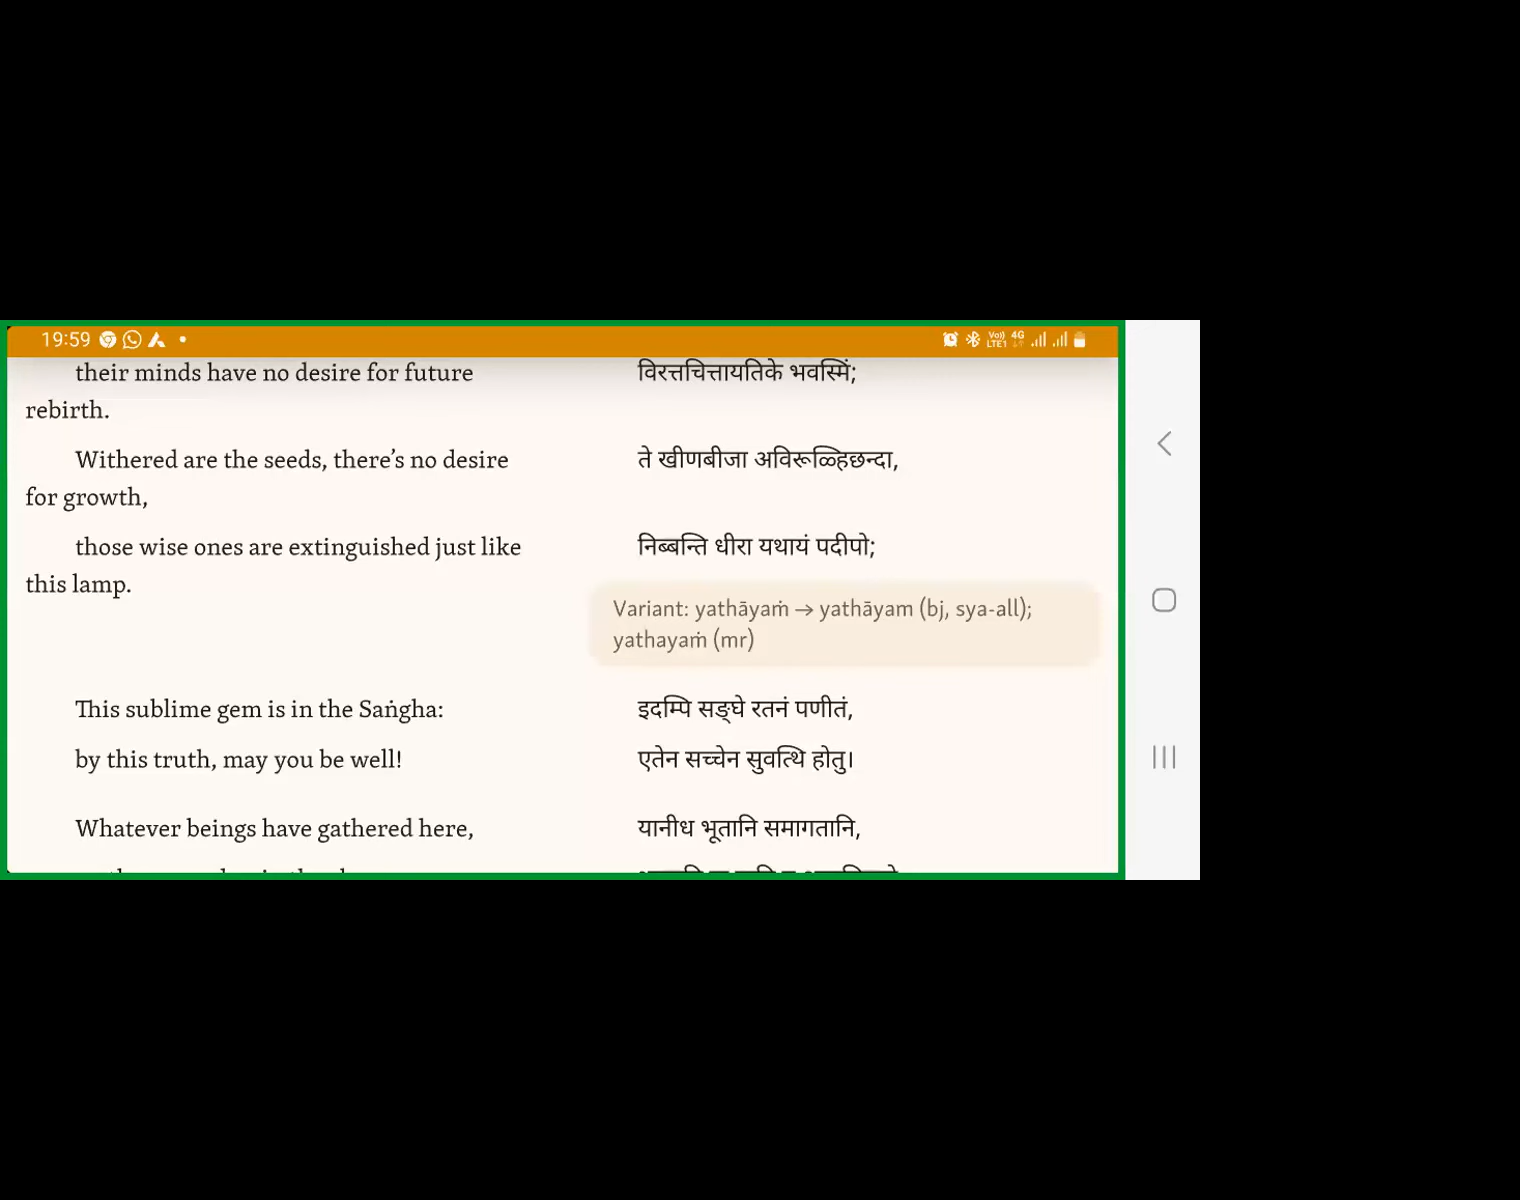 19:59
Vo)) LTE1 4G
their minds have no desire for future
rebirth.
विरत्तचित्तायतिके भवस्मिं;
Withered are the seeds, there’s no desire
for growth,
ते खीणबीजा अविरूळ्हिछन्दा,
those wise ones are extinguished just like
this lamp.
निब्बन्ति धीरा यथायं पदीपो;
Variant: yathāyaṁ → yathāyam (bj, sya-all);
yathayaṁ (mr)
This sublime gem is in the Saṅgha:
इदम्पि सङ्घे रतनं पणीतं,
by this truth, may you be well!
एतेन सच्चेन सुवत्थि होतु।
Whatever beings have gathered here,
यानीध भूतानि समागतानि,